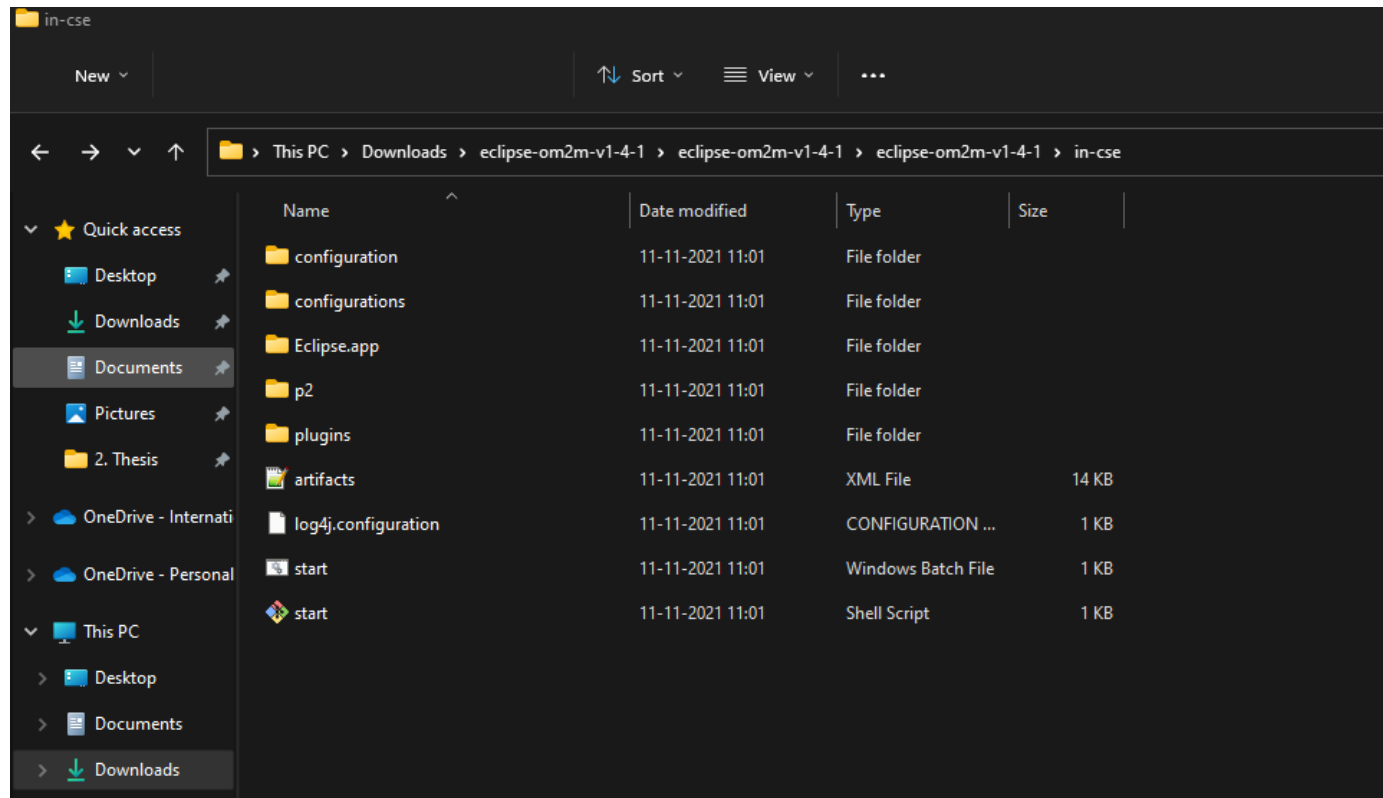 in-cse
New Sort View
This PC > Downloads > eclipse-om2m-v1-4-1 > eclipse-om2m-v1-4-1 > eclipse-om2m-v1-4-1 > in-cse
Name Date modified Type Size
Quick access
Desktop
Downloads
Documents
Pictures
2. Thesis
OneDrive - Internati
OneDrive - Personal
This PC
Desktop
Documents
Downloads
configuration 11-11-2021 11:01 File folder
configurations 11-11-2021 11:01 File folder
Eclipse.app 11-11-2021 11:01 File folder
p2 11-11-2021 11:01 File folder
plugins 11-11-2021 11:01 File folder
artifacts 11-11-2021 11:01 XML File 14 KB
log4j.configuration 11-11-2021 11:01 CONFIGURATION ... 1 KB
start 11-11-2021 11:01 Windows Batch File 1 KB
start 11-11-2021 11:01 Shell Script 1 KB